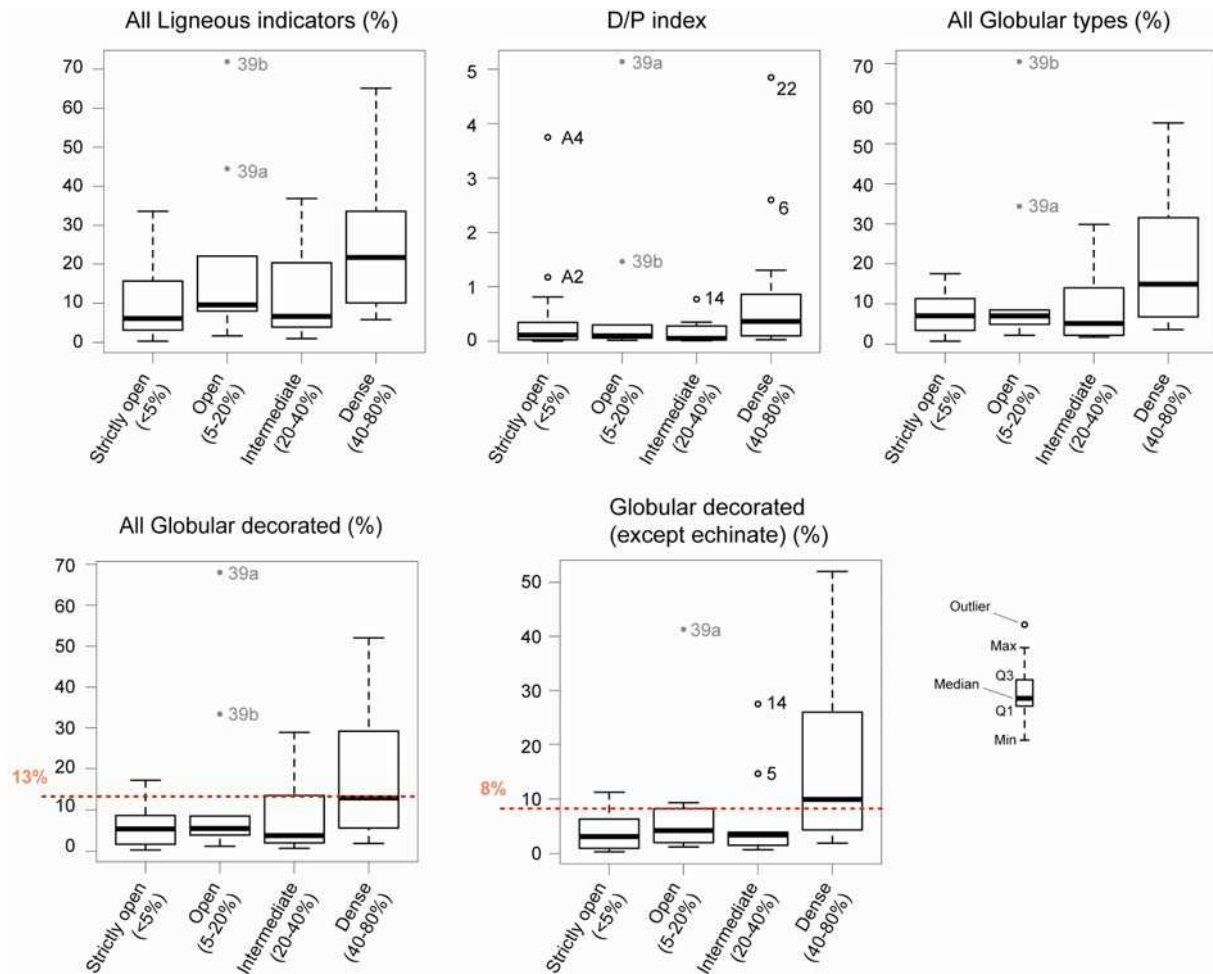 All Ligneous indicators (%)
70
60
50
40
30
20
10
0
39b
39a
Strictly open
(<5%)
Open
(5-20%)
Intermediate
(20-40%)
Dense
(40-80%)
D/P index
5
4
3
2
1
0
A4
A2
39a
39b
14
22
6
Strictly open
(<5%)
Open
(5-20%)
Intermediate
(20-40%)
Dense
(40-80%)
All Globular types (%)
70
60
50
40
30
20
10
0
39b
39a
Strictly open
(<5%)
Open
(5-20%)
Intermediate
(20-40%)
Dense
(40-80%)
All Globular decorated (%)
70
60
50
40
30
20
10
0
13%
39a
39b
Strictly open
(<5%)
Open
(5-20%)
Intermediate
(20-40%)
Dense
(40-80%)
Globular decorated
(except echinate) (%)
50
40
30
20
10
0
8%
39a
14
5
Strictly open
(<5%)
Open
(5-20%)
Intermediate
(20-40%)
Dense
(40-80%)
Outlier
Max
Q3
Median
Q1
Min